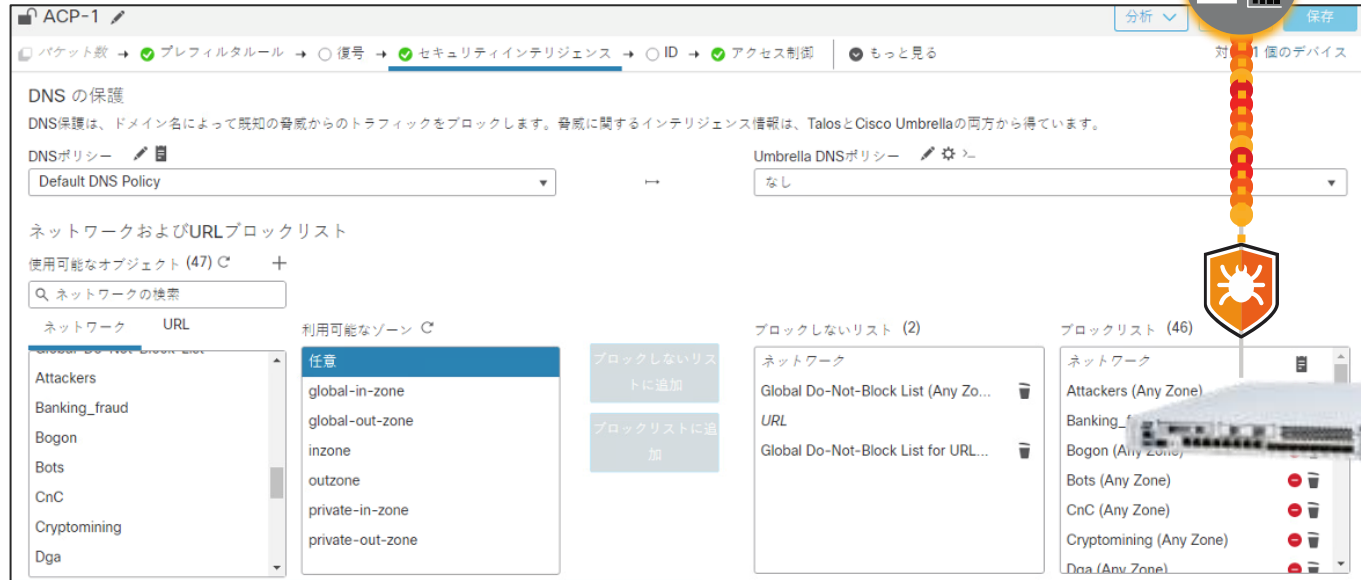 ACP-1
分析
保存
パケット数 → プレフィルタルール → 復号 → セキュリティインテリジェンス → ID → アクセス制御 もっと見る
対 1 個のデバイス
DNS の保護
DNS保護は、ドメイン名によって既知の脅威からのトラフィックをブロックします。脅威に関するインテリジェンス情報は、TalosとCisco Umbrellaの両方から得ています。
DNSポリシー
Umbrella DNSポリシー
Default DNS Policy
なし
ネットワークおよびURLブロックリスト
使用可能なオブジェクト (47)
ネットワークの検索
ネットワーク URL
利用可能なゾーン
ブロックしないリスト (2)
ブロックリスト (46)
Global-Do-Not-Block-List
Attackers
Banking_fraud
Bogon
Bots
CnC
Cryptomining
Dga
任意
global-in-zone
global-out-zone
inzone
outzone
private-in-zone
private-out-zone
ブロックしないリス
トに追加
ブロックリストに追
加
ネットワーク
Global Do-Not-Block List (Any Zo...
URL
Global Do-Not-Block List for URL...
ネットワーク
Attackers (Any Zone)
Banking_f
Bogon (Any Zone)
Bots (Any Zone)
CnC (Any Zone)
Cryptomining (Any Zone)
Dga (Any Zone)